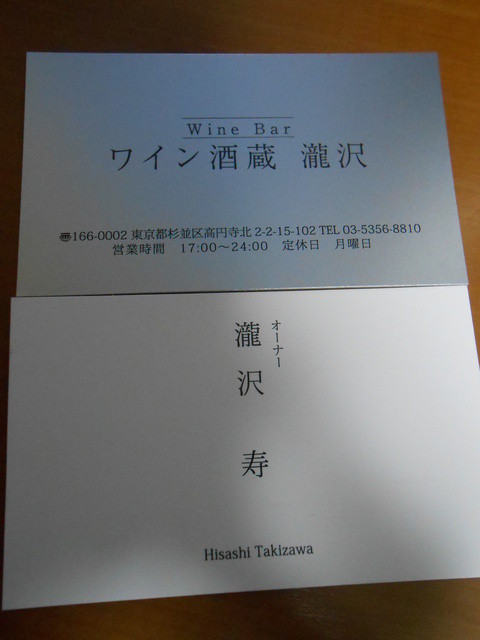 Wine Bar
ワイン酒蔵 瀧沢
〠166-0002 東京都杉並区高円寺北 2-2-15-102 TEL 03-5356-8810
営業時間 17:00～24:00 定休日 月曜日
オーナー
瀧沢 寿
Hisashi Takizawa